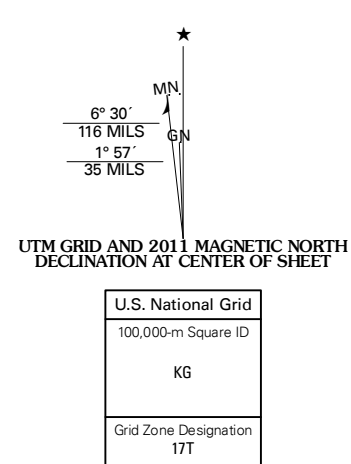 ★
MN
6° 30´
116 MILS
GN
1° 57´
35 MILS
UTM GRID AND 2011 MAGNETIC NORTH
DECLINATION AT CENTER OF SHEET
U.S. National Grid
100,000-m Square ID
KG
Grid Zone Designation
17T